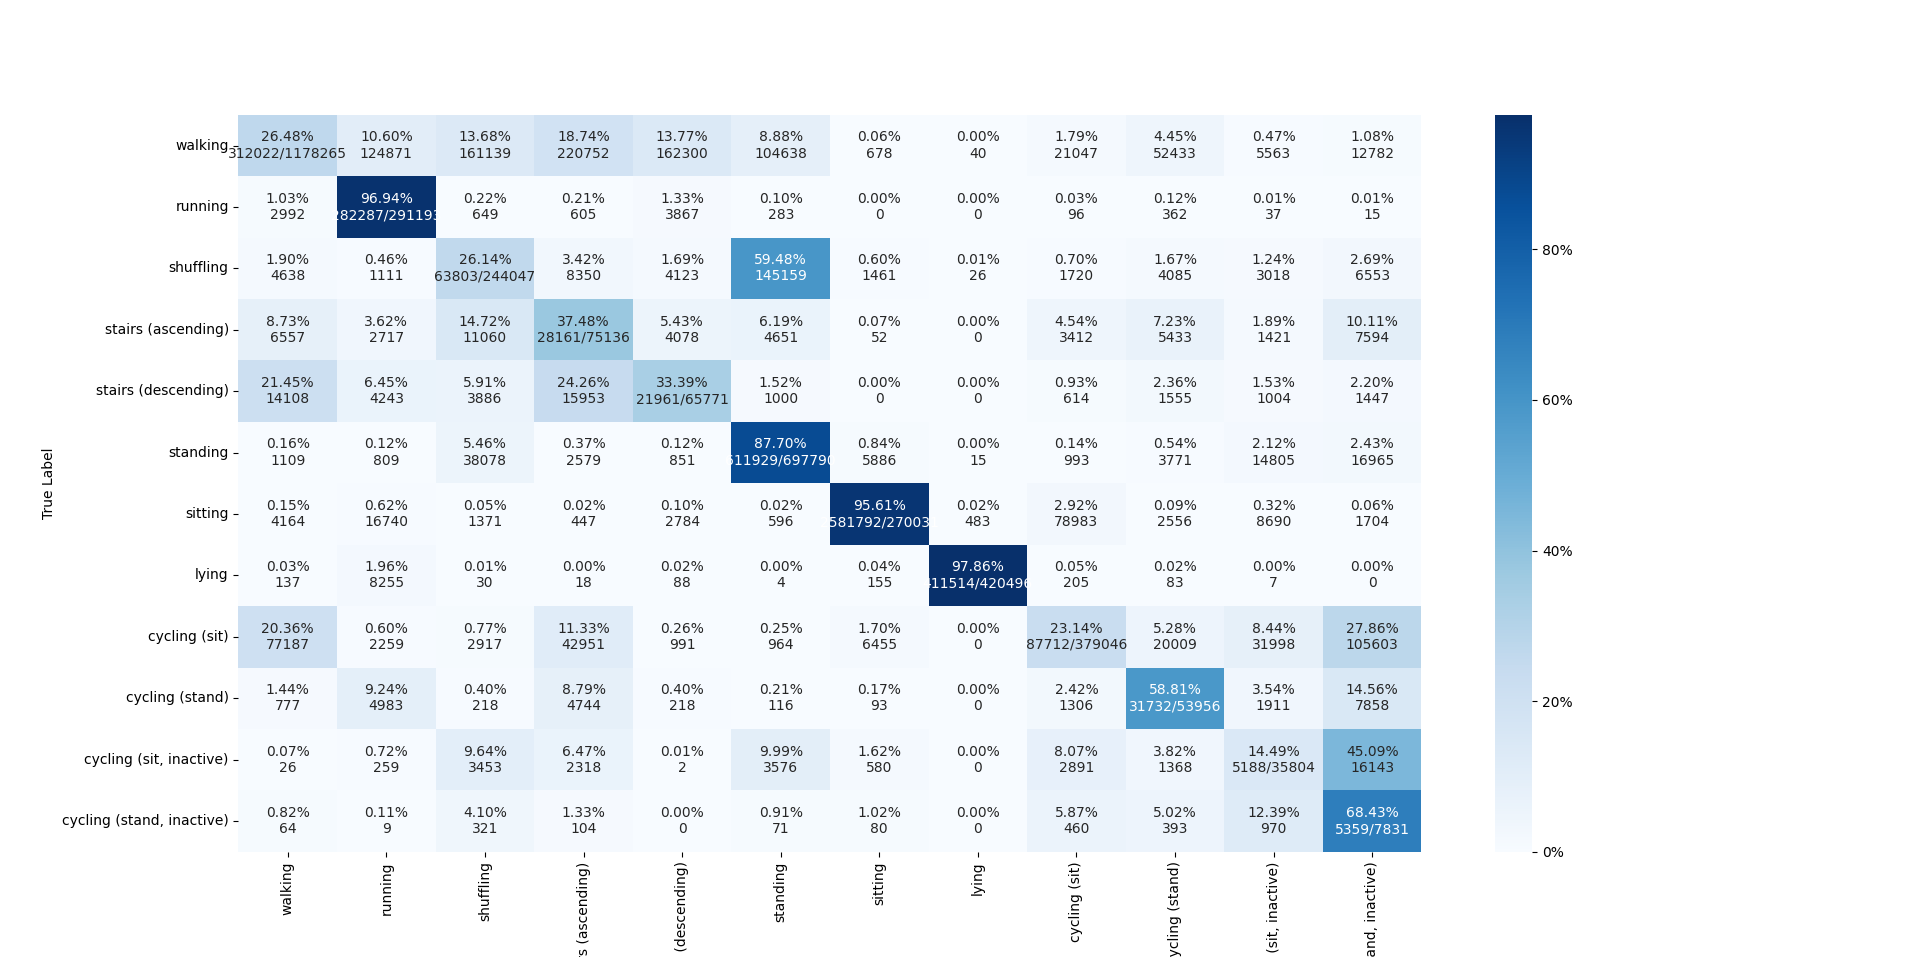 walking
26.48% 10.60% 13.68% 18.74% 13.77% 8.88% 0.06% 0.00% 1.79% 4.45% 0.47% 1.08%
312022/1178265 124871 161139 220752 162300 104638 678 40 21047 52433 5563 12782
running
1.03% 96.94% 0.22% 0.21% 1.33% 0.10% 0.00% 0.00% 0.03% 0.12% 0.01% 0.01%
2992 282287/291193 649 605 3867 283 0 0 96 362 37 15
shuffling
1.90% 0.46% 26.14% 3.42% 1.69% 59.48% 0.60% 0.01% 0.70% 1.67% 1.24% 2.69%
4638 1111 63803/244047 8350 4123 145159 1461 26 1720 4085 3018 6553
80%
stairs (ascending)
8.73% 3.62% 14.72% 37.48% 5.43% 6.19% 0.07% 0.00% 4.54% 7.23% 1.89% 10.11%
6557 2717 11060 28161/75136 4078 4651 52 0 3412 5433 1421 7594
stairs (descending)
21.45% 6.45% 5.91% 24.26% 33.39% 1.52% 0.00% 0.00% 0.93% 2.36% 1.53% 2.20%
14108 4243 3886 15953 21961/65771 1000 0 0 614 1555 1004 1447
60%
standing
0.16% 0.12% 5.46% 0.37% 0.12% 87.70% 0.84% 0.00% 0.14% 0.54% 2.12% 2.43%
1109 809 38078 2579 851 611929/697790 5886 15 993 3771 14805 16965
True Label
sitting
0.15% 0.62% 0.05% 0.02% 0.10% 0.02% 95.61% 0.02% 2.92% 0.09% 0.32% 0.06%
4164 16740 1371 447 2784 596 581792/27003 483 78983 2556 8690 1704
40%
lying
0.03% 1.96% 0.01% 0.00% 0.02% 0.00% 0.04% 97.86% 0.05% 0.02% 0.00% 0.00%
137 8255 30 18 88 4 155 411514/420496 205 83 7 0
cycling (sit)
20.36% 0.60% 0.77% 11.33% 0.26% 0.25% 1.70% 0.00% 23.14% 5.28% 8.44% 27.86%
77187 2259 2917 42951 991 964 6455 0 87712/379046 20009 31998 105603
cycling (stand)
1.44% 9.24% 0.40% 8.79% 0.40% 0.21% 0.17% 0.00% 2.42% 58.81% 3.54% 14.56%
777 4983 218 4744 218 116 93 0 1306 31732/53956 1911 7858
20%
cycling (sit, inactive)
0.07% 0.72% 9.64% 6.47% 0.01% 9.99% 1.62% 0.00% 8.07% 3.82% 14.49% 45.09%
26 259 3453 2318 2 3576 580 0 2891 1368 5188/35804 16143
cycling (stand, inactive)
0.82% 0.11% 4.10% 1.33% 0.00% 0.91% 1.02% 0.00% 5.87% 5.02% 12.39% 68.43%
64 9 321 104 0 71 80 0 460 393 970 5359/7831
0%
walking
running
shuffling
(ascending)
(descending)
standing
sitting
lying
cycling (sit)
ycling (stand)
(sit, inactive)
and, inactive)